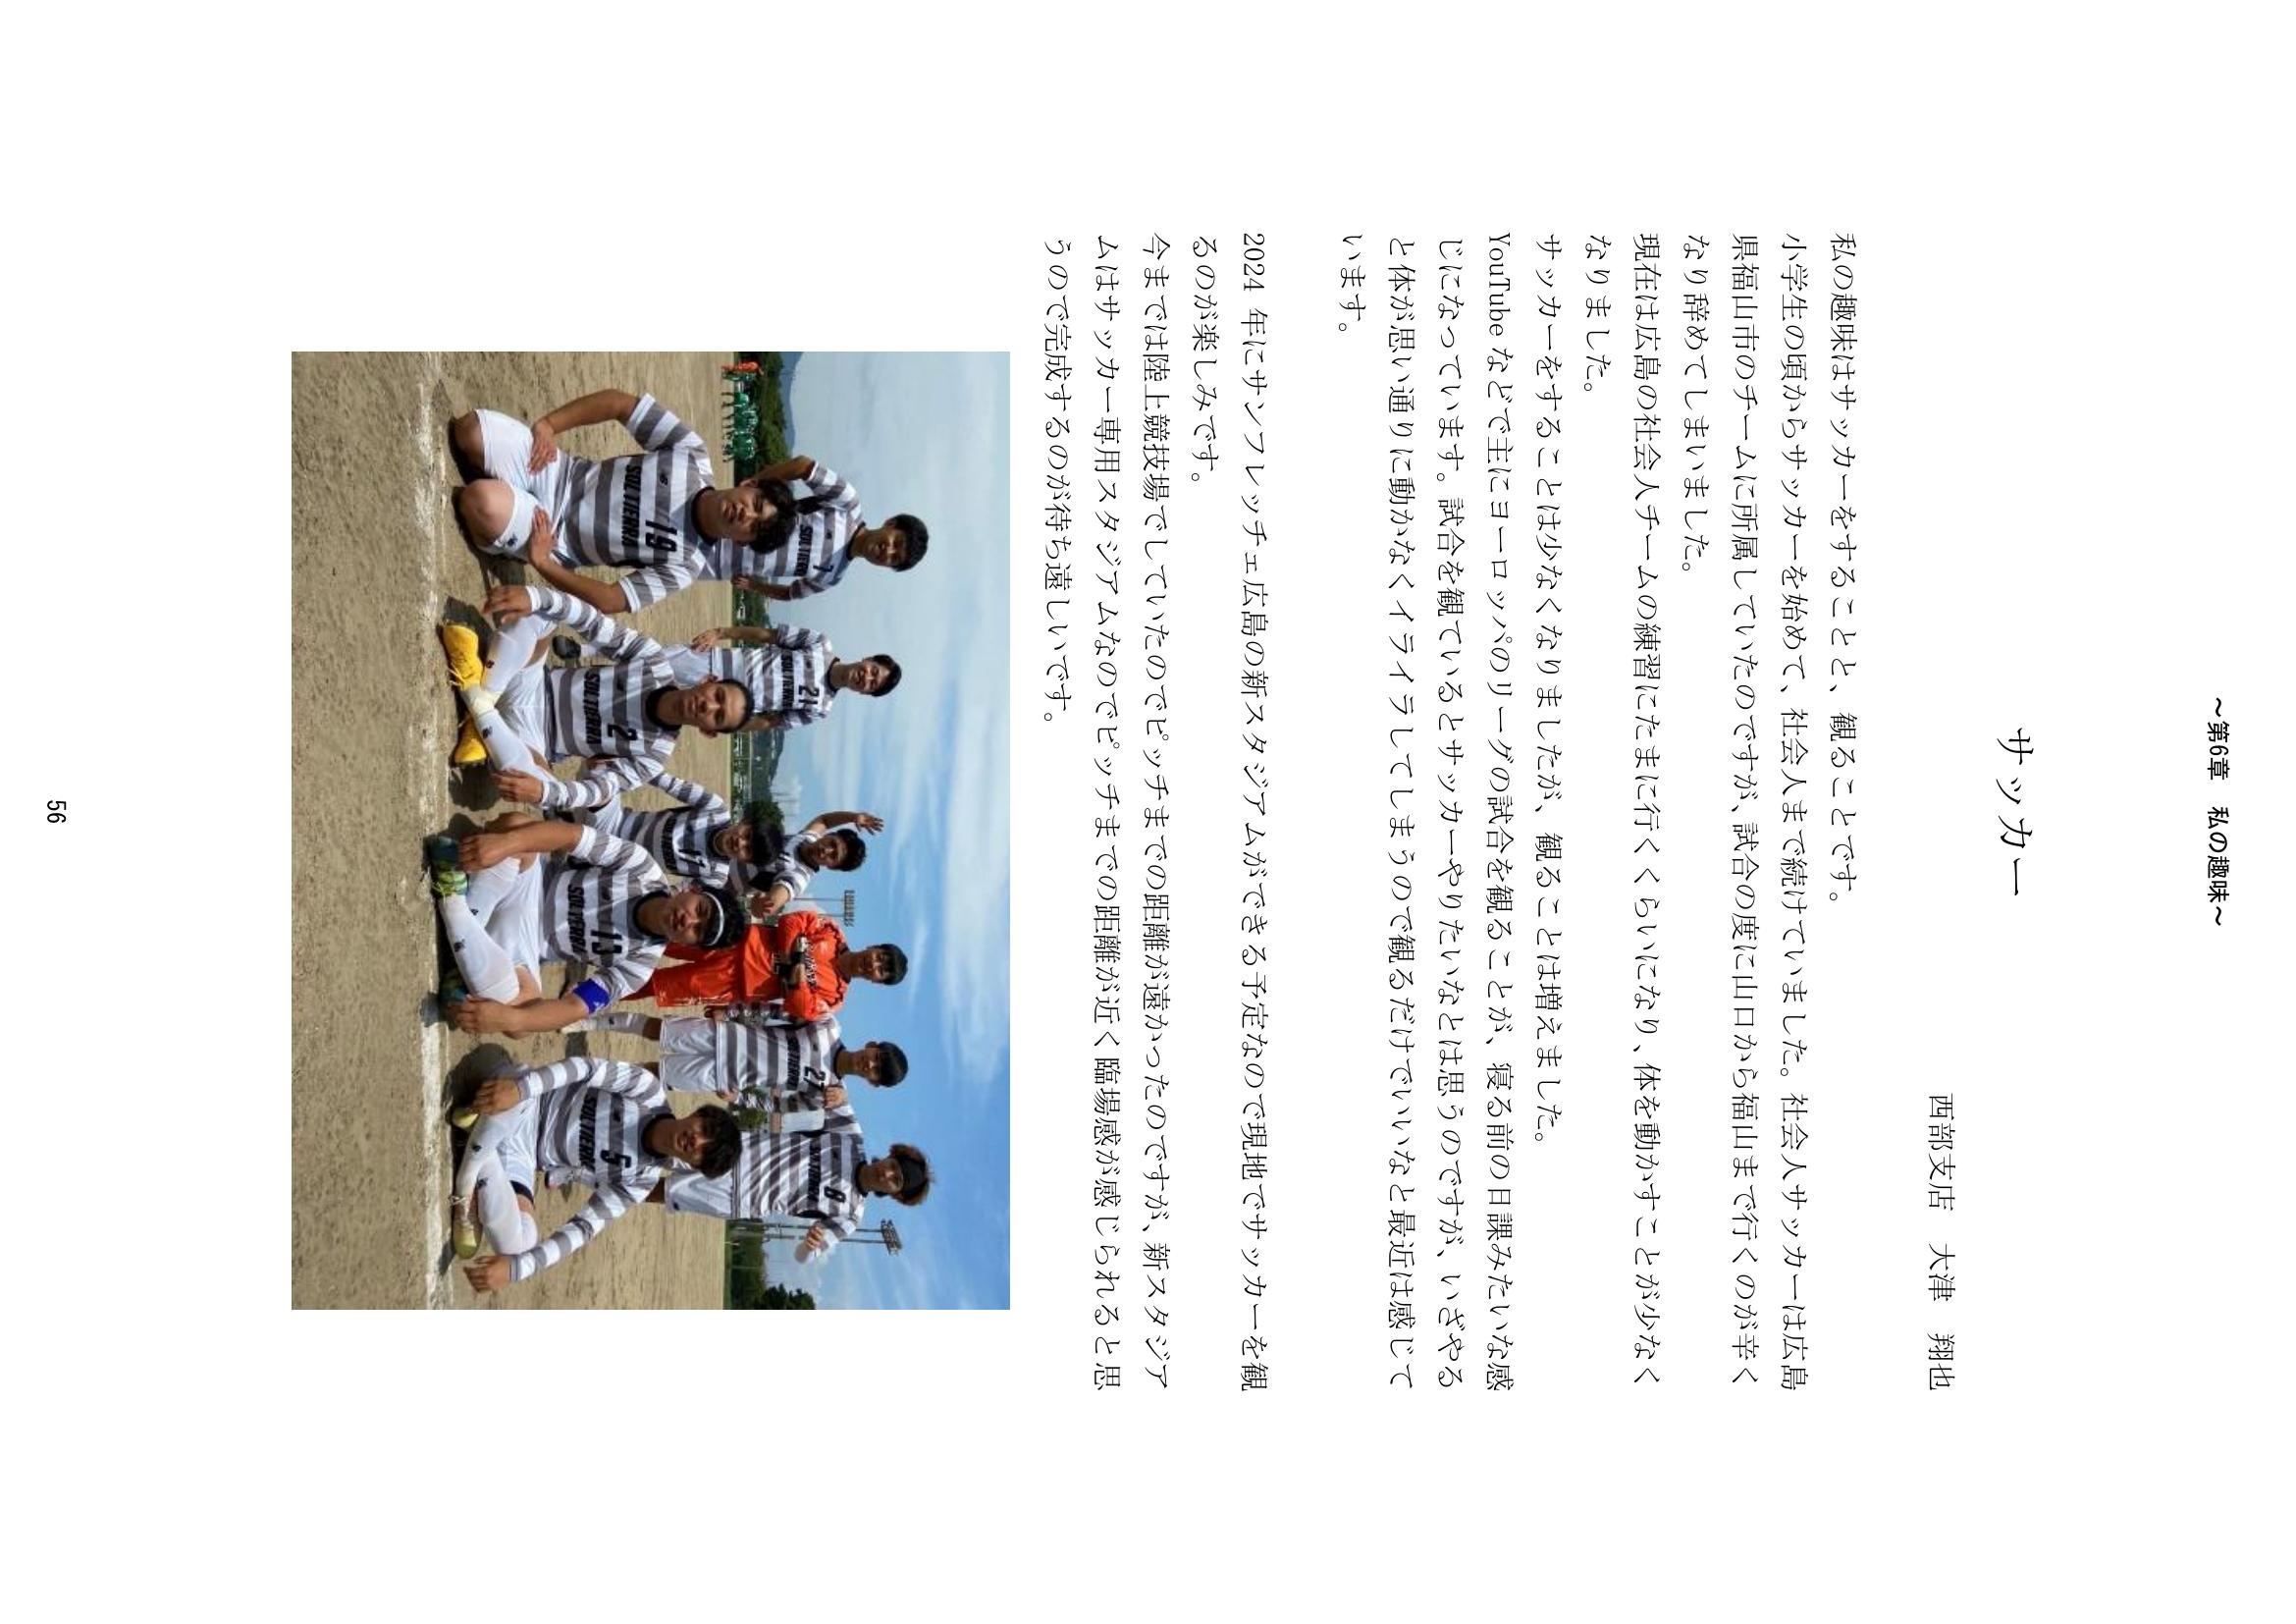 ～第6章　私の趣味～
サッカー
西部支店　大津　翔也
私の趣味はサッカーをすることと、観ることです。
小学生の頃からサッカーを始めて、社会人まで続けていました。社会人サッカーは広島
県福山市のチームに所属していたのですが、試合の度に山口から福山まで行くのが辛く
なり辞めてしまいました。
現在は広島の社会人チームの練習にたまに行くくらいになり、体を動かすことが少なく
なりました。
サッカーをすることは少なくなりましたが、観ることは増えました。
YouTube などで主にヨーロッパのリーグの試合を観ることが、寝る前の日課みたいな感
じになっています。試合を観ているとサッカーやりたいなとは思うのですが、いざやる
と体が思い通りに動かなくイライラしてしまうので観るだけでいいなと最近は感じて
います。
2024 年にサンフレッチェ広島の新スタジアムができる予定なので現地でサッカーを観
るのが楽しみです。
今までは陸上競技場でしていたのでピッチまでの距離が遠かったのですが、新スタジア
ムはサッカー専用スタジアムなのでピッチまでの距離が近く臨場感が感じられると思
うので完成するのが待ち遠しいです。
7
21
27
8
19
SOLTIERRA
2
SOLTIERRA
17
13
SOLTIERRA
5
SOLTIERRA
56